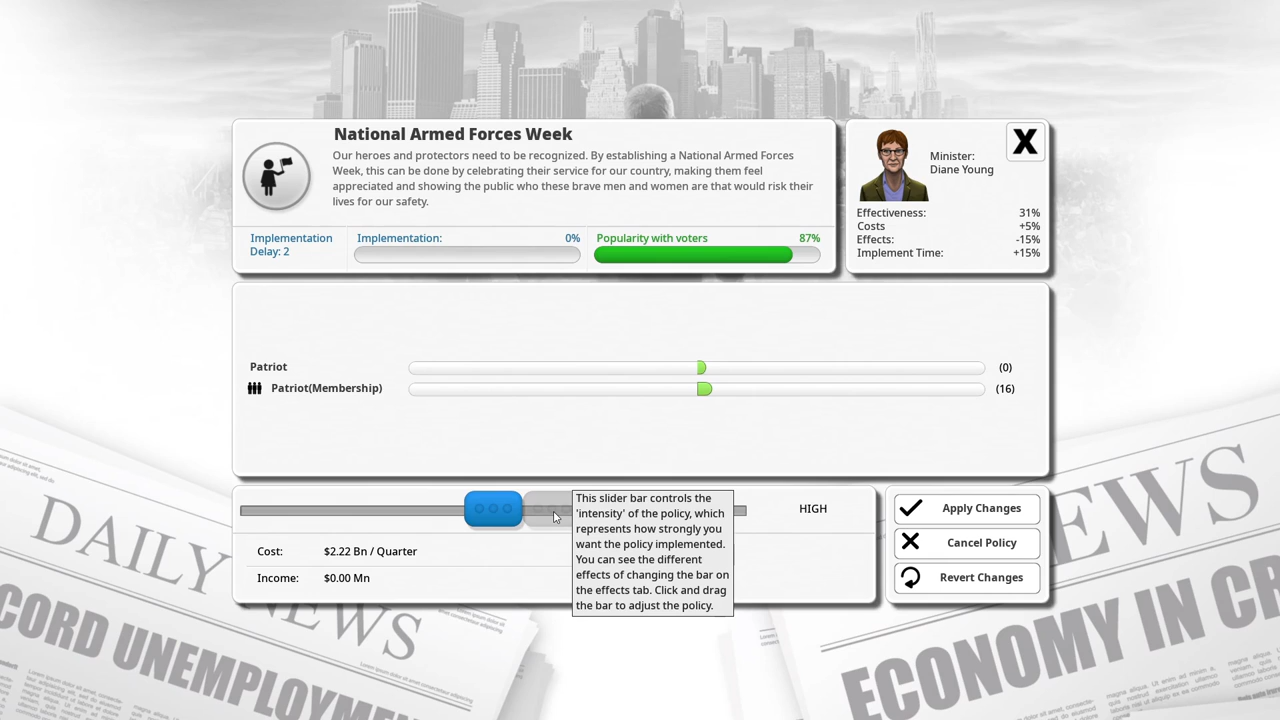 National Armed Forces Week
Our heroes and protectors need to be recognized. By establishing a National Armed Forces
Week, this can be done by celebrating their service for our country, making them feel
appreciated and showing the public who these brave men and women are that would risk their
lives for our safety.
Implementation
Delay: 2
Implementation: 0%
Popularity with voters 87%
X
Minister:
Diane Young
Effectiveness: 31%
Costs +5%
Effects: -15%
Implement Time: +15%
Patriot (0)
Patriot(Membership) (16)
HIGH
Cost: $2.22 Bn / Quarter
Income: $0.00 Mn
This slider bar controls the
'intensity' of the policy, which
represents how strongly you
want the policy implemented.
You can see the different
effects of changing the bar on
the effects tab. Click and drag
the bar to adjust the policy.
Apply Changes
Cancel Policy
Revert Changes
DAILY NEWS
CORD UNEMPLOYME
NEWS
ECONOMY IN CR